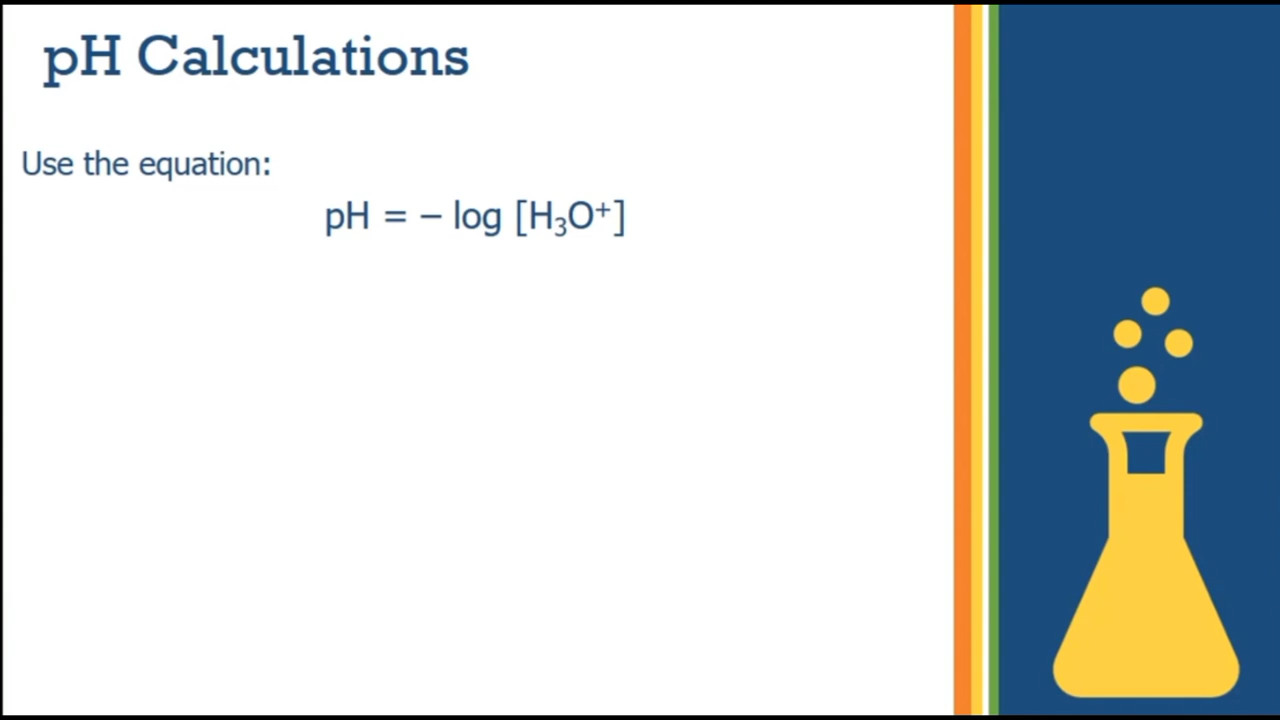 pH Calculations
Use the equation:
pH = – log [H₃O⁺]